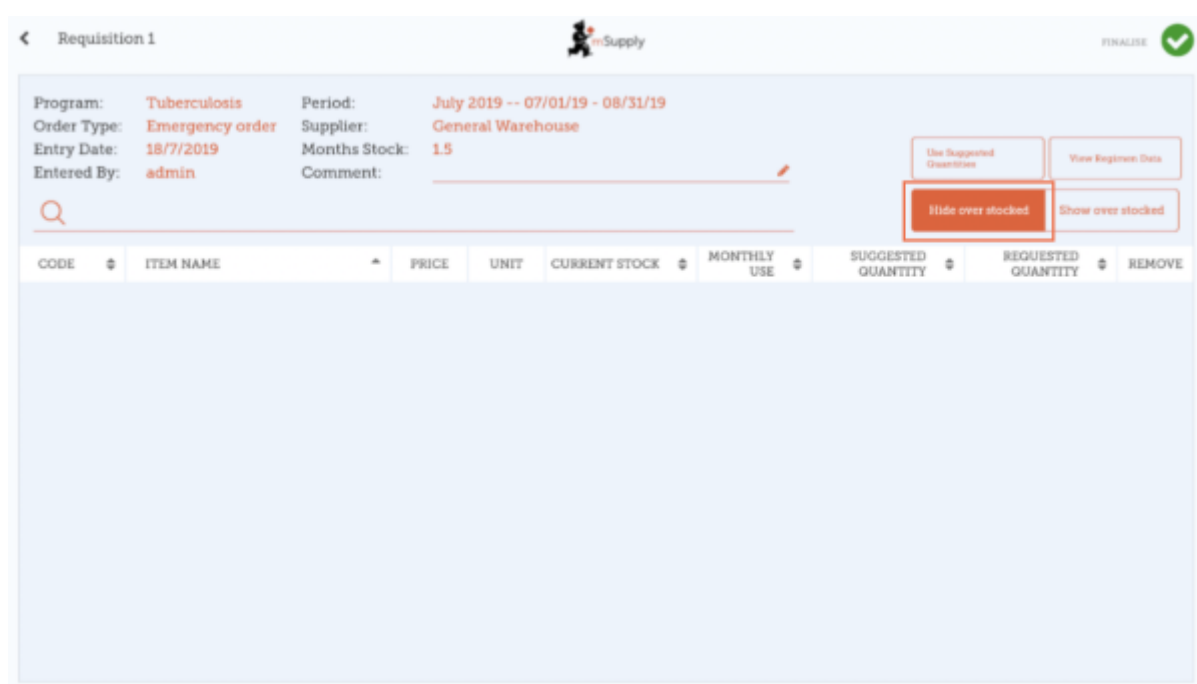 Requisition 1
mSupply
FINALISE
Program: Tuberculosis Period: July 2019 -- 07/01/19 - 08/31/19
Order Type: Emergency order Supplier: General Warehouse
Entry Date: 18/7/2019 Months Stock: 1.5
Entered By: admin Comment:
Use Suggested
Quantities
View Regimen Data
Hide over stocked Show over stocked
CODE ITEM NAME PRICE UNIT CURRENT STOCK MONTHLY USE SUGGESTED QUANTITY REQUESTED QUANTITY REMOVE